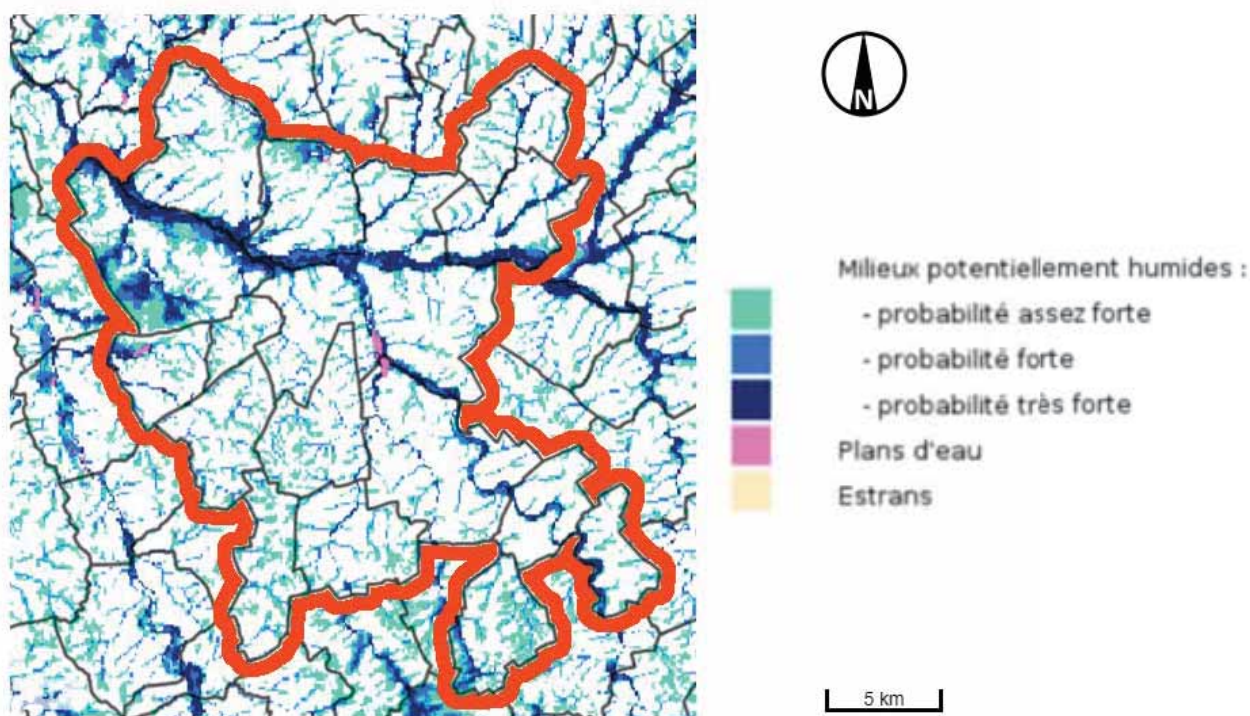 N
Milieux potentiellement humides :
- probabilité assez forte
- probabilité forte
- probabilité très forte
Plans d'eau
Estrans
5 km